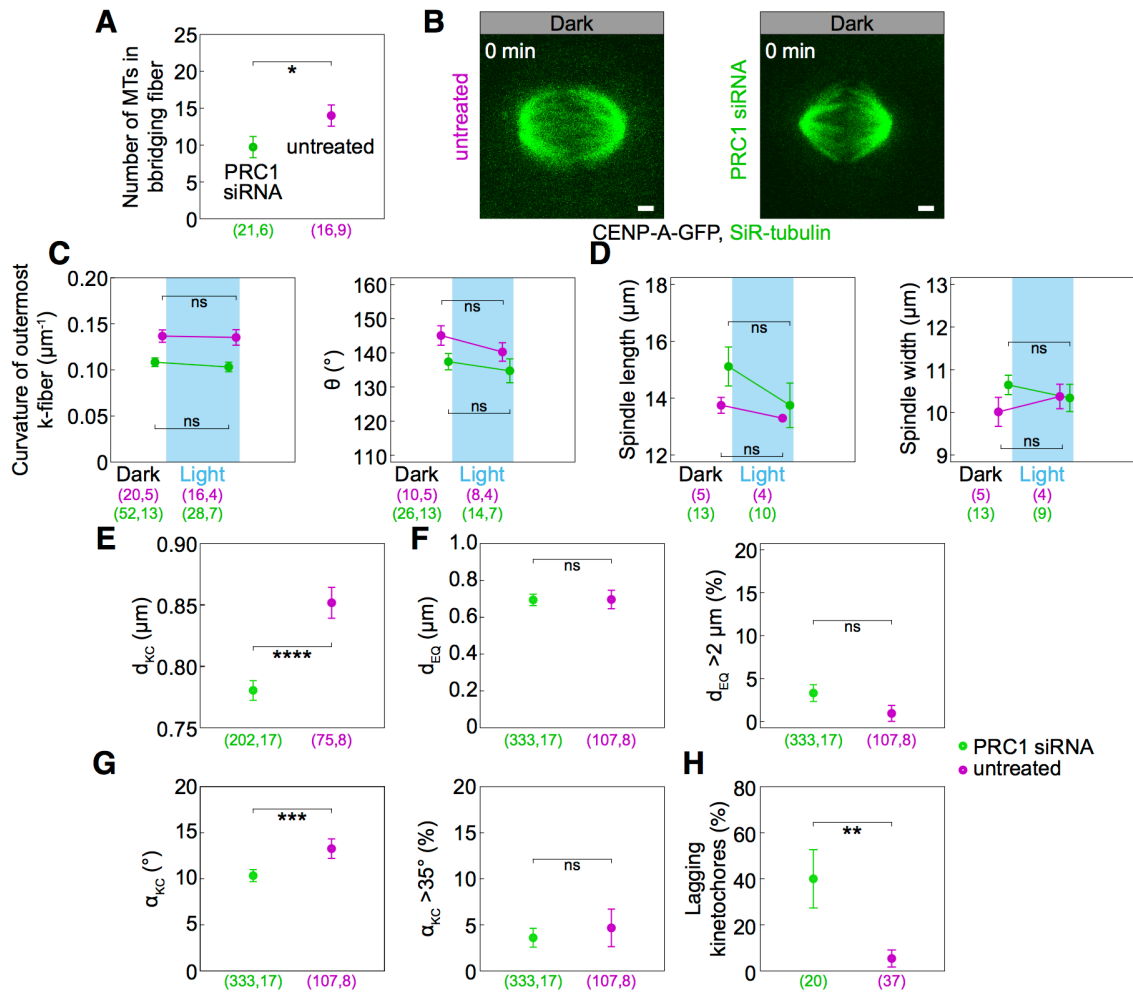 A
Number of MTs in
bbridging fiber
25
20
15
10
5
0
*
PRC1
siRNA
untreated
(21,6)
(16,9)
B
untreated
Dark
0 min
PRC1 siRNA
Dark
0 min
CENP-A-GFP, SiR-tubulin
C
Curvature of outermost
k-fiber (µm⁻¹)
0.20
0.15
0.10
0.05
0
ns
ns
Dark
Light
(20,5)
(16,4)
(52,13)
(28,7)
θ (°)
160
150
140
130
120
110
ns
ns
Dark
Light
(10,5)
(8,4)
(26,13)
(14,7)
D
Spindle length (µm)
18
16
14
12
ns
ns
Dark
Light
(5)
(4)
(13)
(10)
Spindle width (µm)
13
12
11
10
9
ns
ns
Dark
Light
(5)
(4)
(13)
(9)
E
dKC (µm)
0.90
0.85
0.80
0.75
****
(202,17)
(75,8)
F
dEQ (µm)
1.0
0.8
0.6
0.4
0.2
0
ns
(333,17)
(107,8)
dEQ >2 µm (%)
20
15
10
5
0
ns
(333,17)
(107,8)
PRC1 siRNA
untreated
G
αKC (°)
20
15
10
5
0
***
(333,17)
(107,8)
αKC >35° (%)
20
15
10
5
0
ns
(333,17)
(107,8)
H
Lagging
kinetochores (%)
80
60
40
20
0
**
(20)
(37)